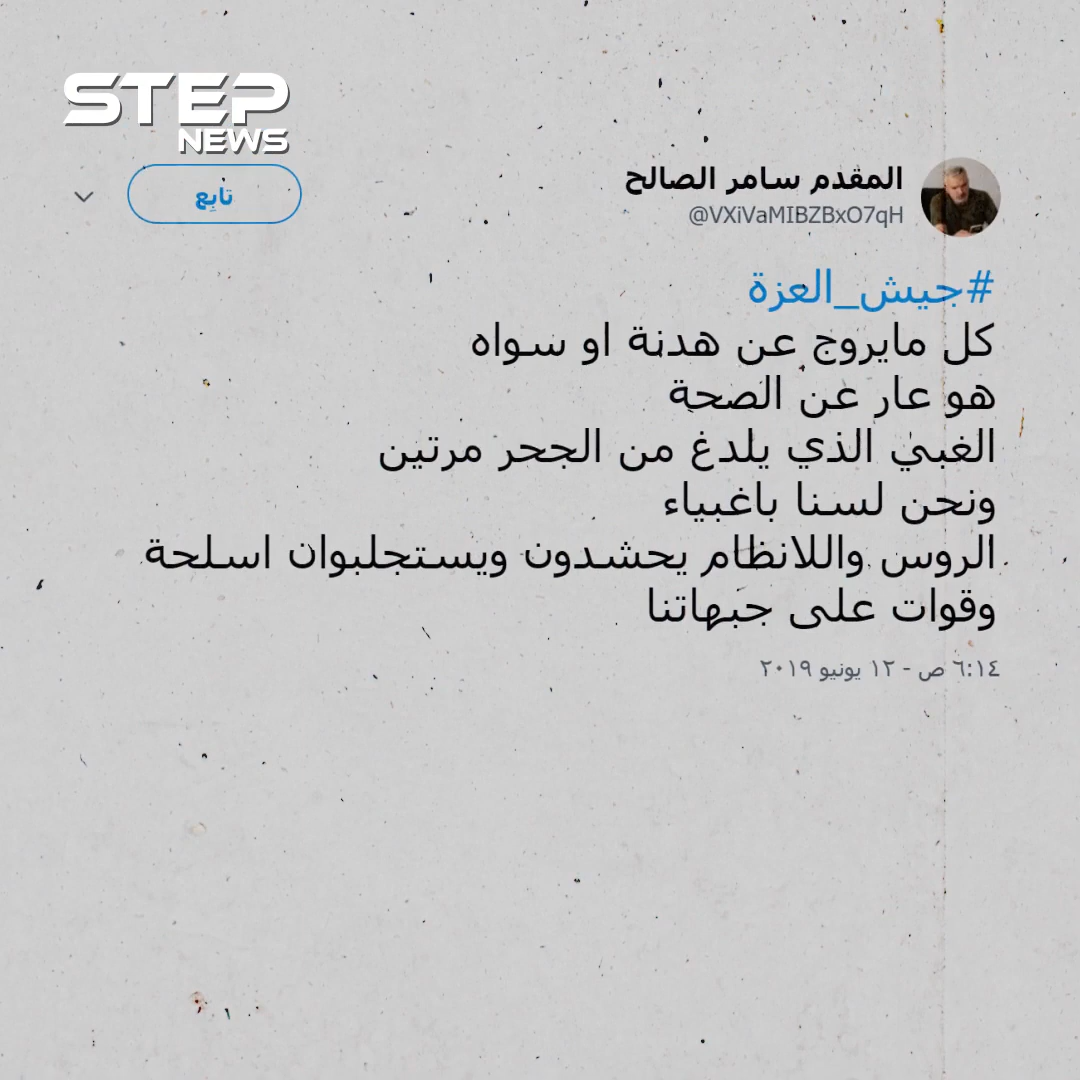 STEP
NEWS
المقدم سامر الصالح
@VXiVaMIBZBxO7qH
تابِع
#جيش_العزة
كل مايروج عن هدنة او سواه
هو عار عن الصحة
الغبي الذي يلدغ من الجحر مرتين
ونحن لسنا باغبياء
الروس واللانظام يحشدون ويستجلبوان اسلحة
وقوات على جبهاتنا
٦:١٤ ص - ١٢ يونيو ٢٠١٩